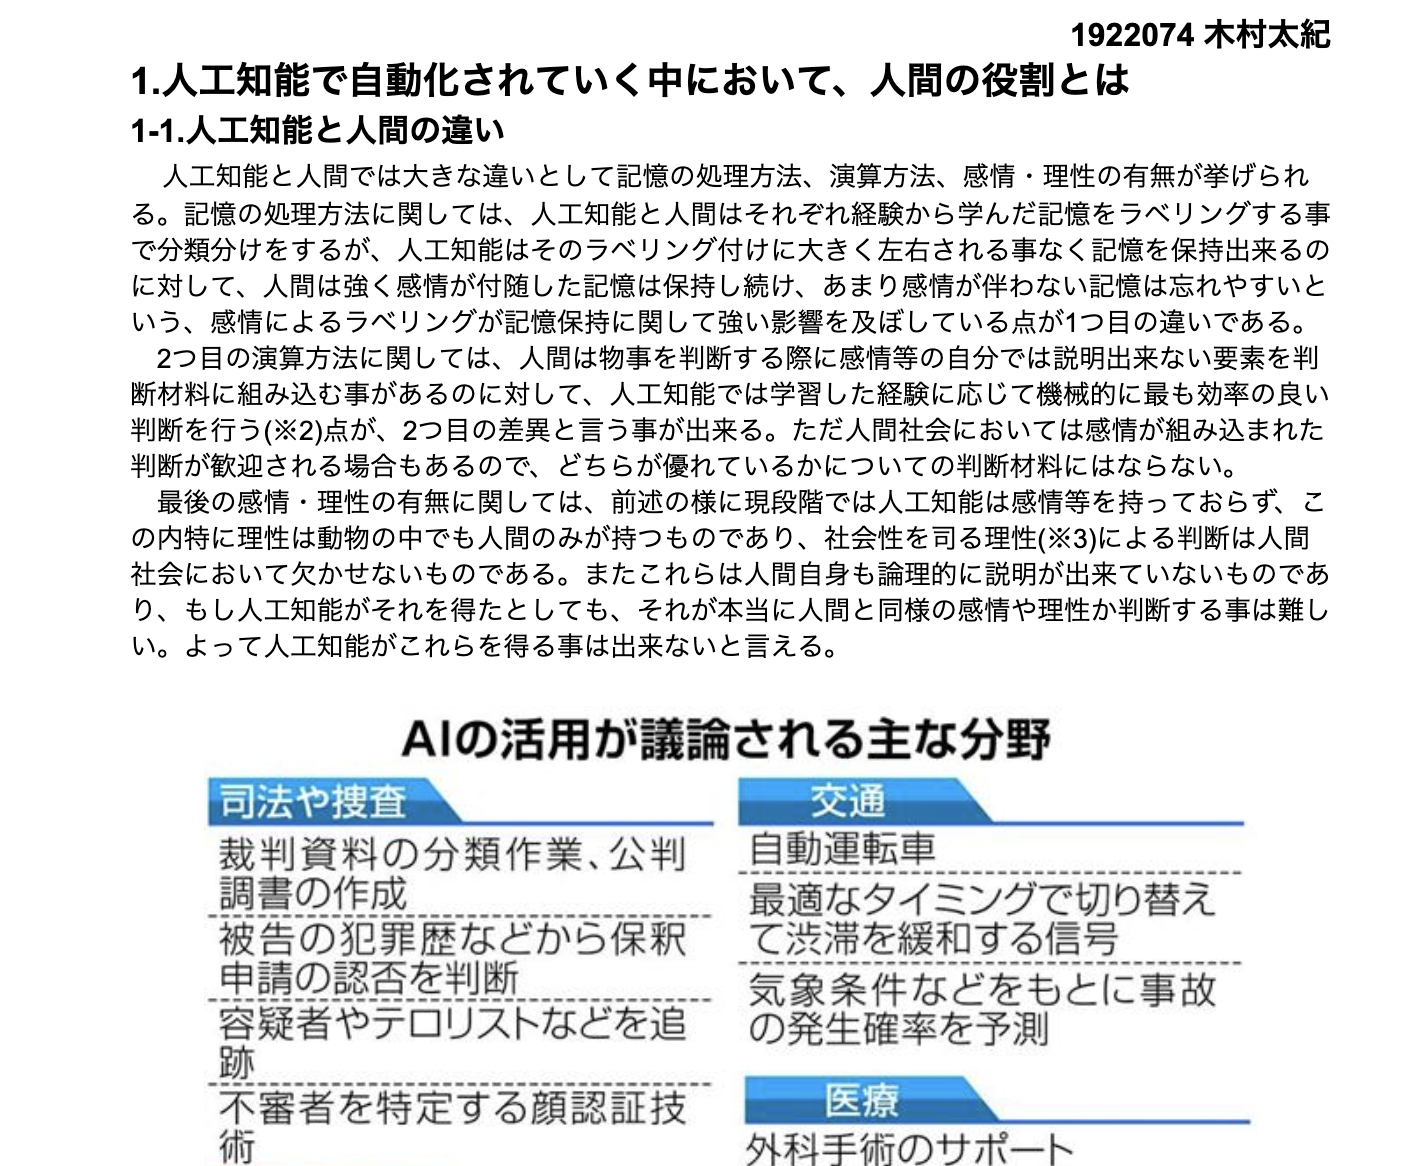 1922074 木村太紀
1.人工知能で自動化されていく中において、人間の役割とは
1-1.人工知能と人間の違い
人工知能と人間では大きな違いとして記憶の処理方法、演算方法、感情・理性の有無が挙げられ
る。記憶の処理方法に関しては、人工知能と人間はそれぞれ経験から学んだ記憶をラベリングする事
で分類分けをするが、人工知能はそのラベリング付けに大きく左右される事なく記憶を保持出来るの
に対して、人間は強く感情が付随した記憶は保持し続け、あまり感情が伴わない記憶は忘れやすいと
いう、感情によるラベリングが記憶保持に関して強い影響を及ぼしている点が1つ目の違いである。
2つ目の演算方法に関しては、人間は物事を判断する際に感情等の自分では説明出来ない要素を判
断材料に組み込む事があるのに対して、人工知能では学習した経験に応じて機械的に最も効率の良い
判断を行う(※2)点が、2つ目の差異と言う事が出来る。ただ人間社会においては感情が組み込まれた
判断が歓迎される場合もあるので、どちらが優れているかについての判断材料にはならない。
最後の感情・理性の有無に関しては、前述の様に現段階では人工知能は感情等を持っておらず、こ
の内特に理性は動物の中でも人間のみが持つものであり、社会性を司る理性(※3)による判断は人間
社会において欠かせないものである。またこれらは人間自身も論理的に説明が出来ていないものであ
り、もし人工知能がそれを得たとしても、それが本当に人間と同様の感情や理性か判断する事は難し
い。よって人工知能がこれらを得る事は出来ないと言える。
AIの活用が議論される主な分野
司法や捜査
裁判資料の分類作業、公判
調書の作成
被告の犯罪歴などから保釈
申請の認否を判断
容疑者やテロリストなどを追
跡
不審者を特定する顔認証技
術
交通
自動運転車
最適なタイミングで切り替え
て渋滞を緩和する信号
気象条件などをもとに事故
の発生確率を予測
医療
外科手術のサポート